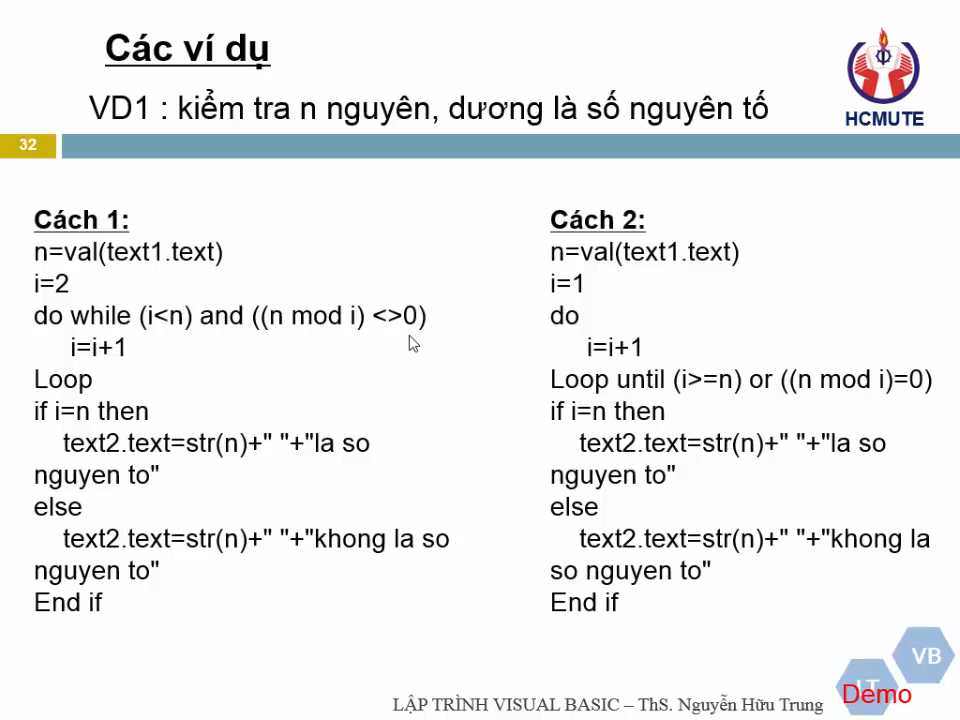 Các ví dụ
VD1 : kiểm tra n nguyên, dương là số nguyên tố
HCMUTE
32
Cách 1:
n=val(text1.text)
i=2
do while (i<n) and ((n mod i) <>0)
i=i+1
Loop
if i=n then
text2.text=str(n)+" "+"la so
nguyen to"
else
text2.text=str(n)+" "+"khong la so
nguyen to"
End if
Cách 2:
n=val(text1.text)
i=1
do
i=i+1
Loop until (i>=n) or ((n mod i)=0)
if i=n then
text2.text=str(n)+" "+"la so
nguyen to"
else
text2.text=str(n)+" "+"khong la
so nguyen to"
End if
VB
LT
Demo
LẬP TRÌNH VISUAL BASIC – ThS. Nguyễn Hữu Trung